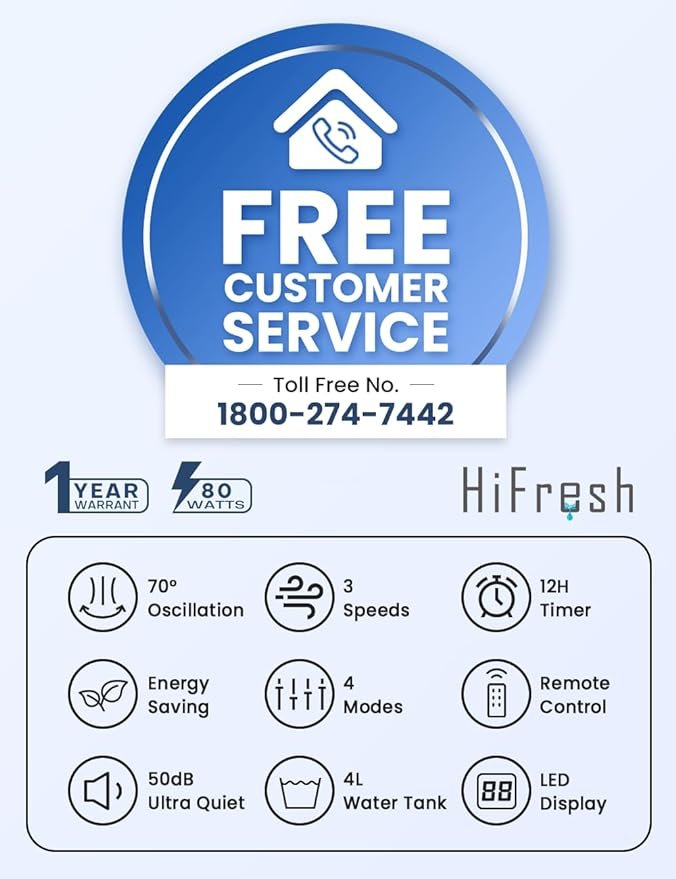 FREE
CUSTOMER
SERVICE
Toll Free No.
1800-274-7442
1 YEAR
WARRANT
80
WATTS
HiFresh
70°
Oscillation
3
Speeds
12H
Timer
Energy
Saving
4
Modes
Remote
Control
50dB
Ultra Quiet
4L
Water Tank
88
LED
Display